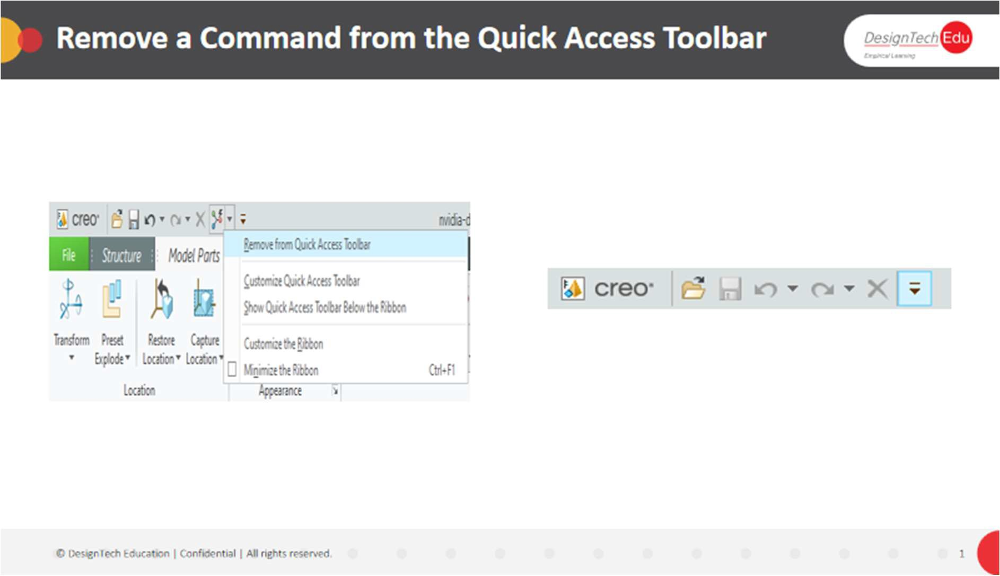 Remove a Command from the Quick Access Toolbar
DesignTech Edu
Empirical Learning
creo®
nvidia-d
File Structure Model Parts
Remove from Quick Access Toolbar
Customize Quick Access Toolbar
Show Quick Access Toolbar Below the Ribbon
Customize the Ribbon
Minimize the Ribbon Ctrl+F1
Transform Preset Explode Restore Location Capture Location
Location Appearance
creo®
© DesignTech Education | Confidential | All rights reserved.
1